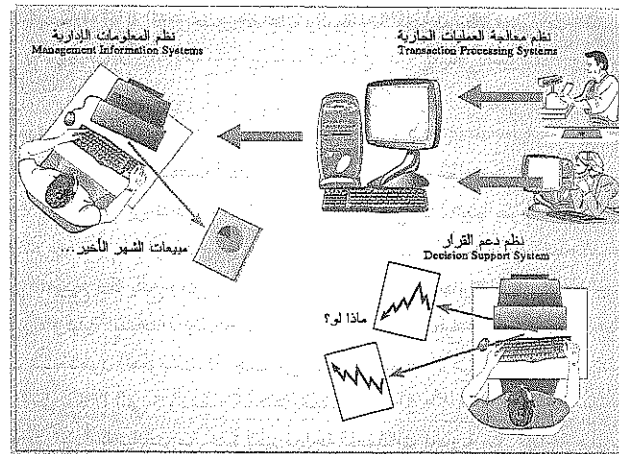 نظم معالجة العمليات الجارية
Transaction Processing Systems
نظم المعلومات الإدارية
Management Information Systems
مبيعات الشهر الأخير...
نظم دعم القرار
Decision Support System
ماذا لو؟